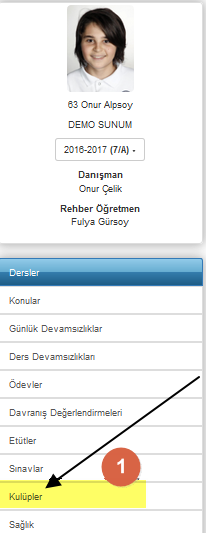 63 Onur Alpsoy
DEMO SUNUM
2016-2017 (7/A)
Danışman
Onur Çelik
Rehber Öğretmen
Fulya Gürsoy
Dersler
Konular
Günlük Devamsızlıklar
Ders Devamsızlıkları
Ödevler
Davranış Değerlendirmeleri
Etütler
Sınavlar
1
Kulüpler
Sağlık